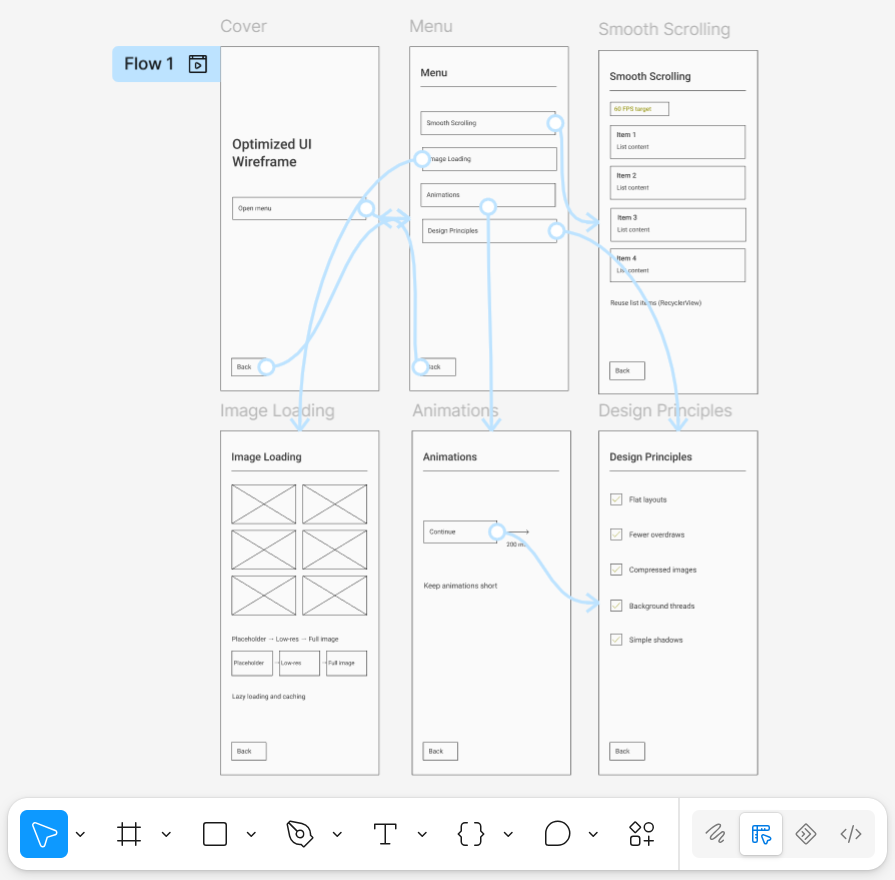 Cover
Menu
Smooth Scrolling
Flow 1
Optimized UI
Wireframe
Open menu
Back
Menu
Smooth Scrolling
mage Loading
Animations
Design Principles
ack
Smooth Scrolling
60 FPS target
Item 1
List content
Item 2
List content
Item 3
List content
Item 4
List content
Reuse list items (RecyclerView)
Back
Image Loading
Animations
Design Principles
Image Loading
Placeholder → Low-res → Full image
Placeholder → Low-res → Full image
Lazy loading and caching
Back
Animations
Continue
200
Keep animations short
Back
Design Principles
Flat layouts
Fewer overdraws
Compressed images
Background threads
Simple shadows
Back